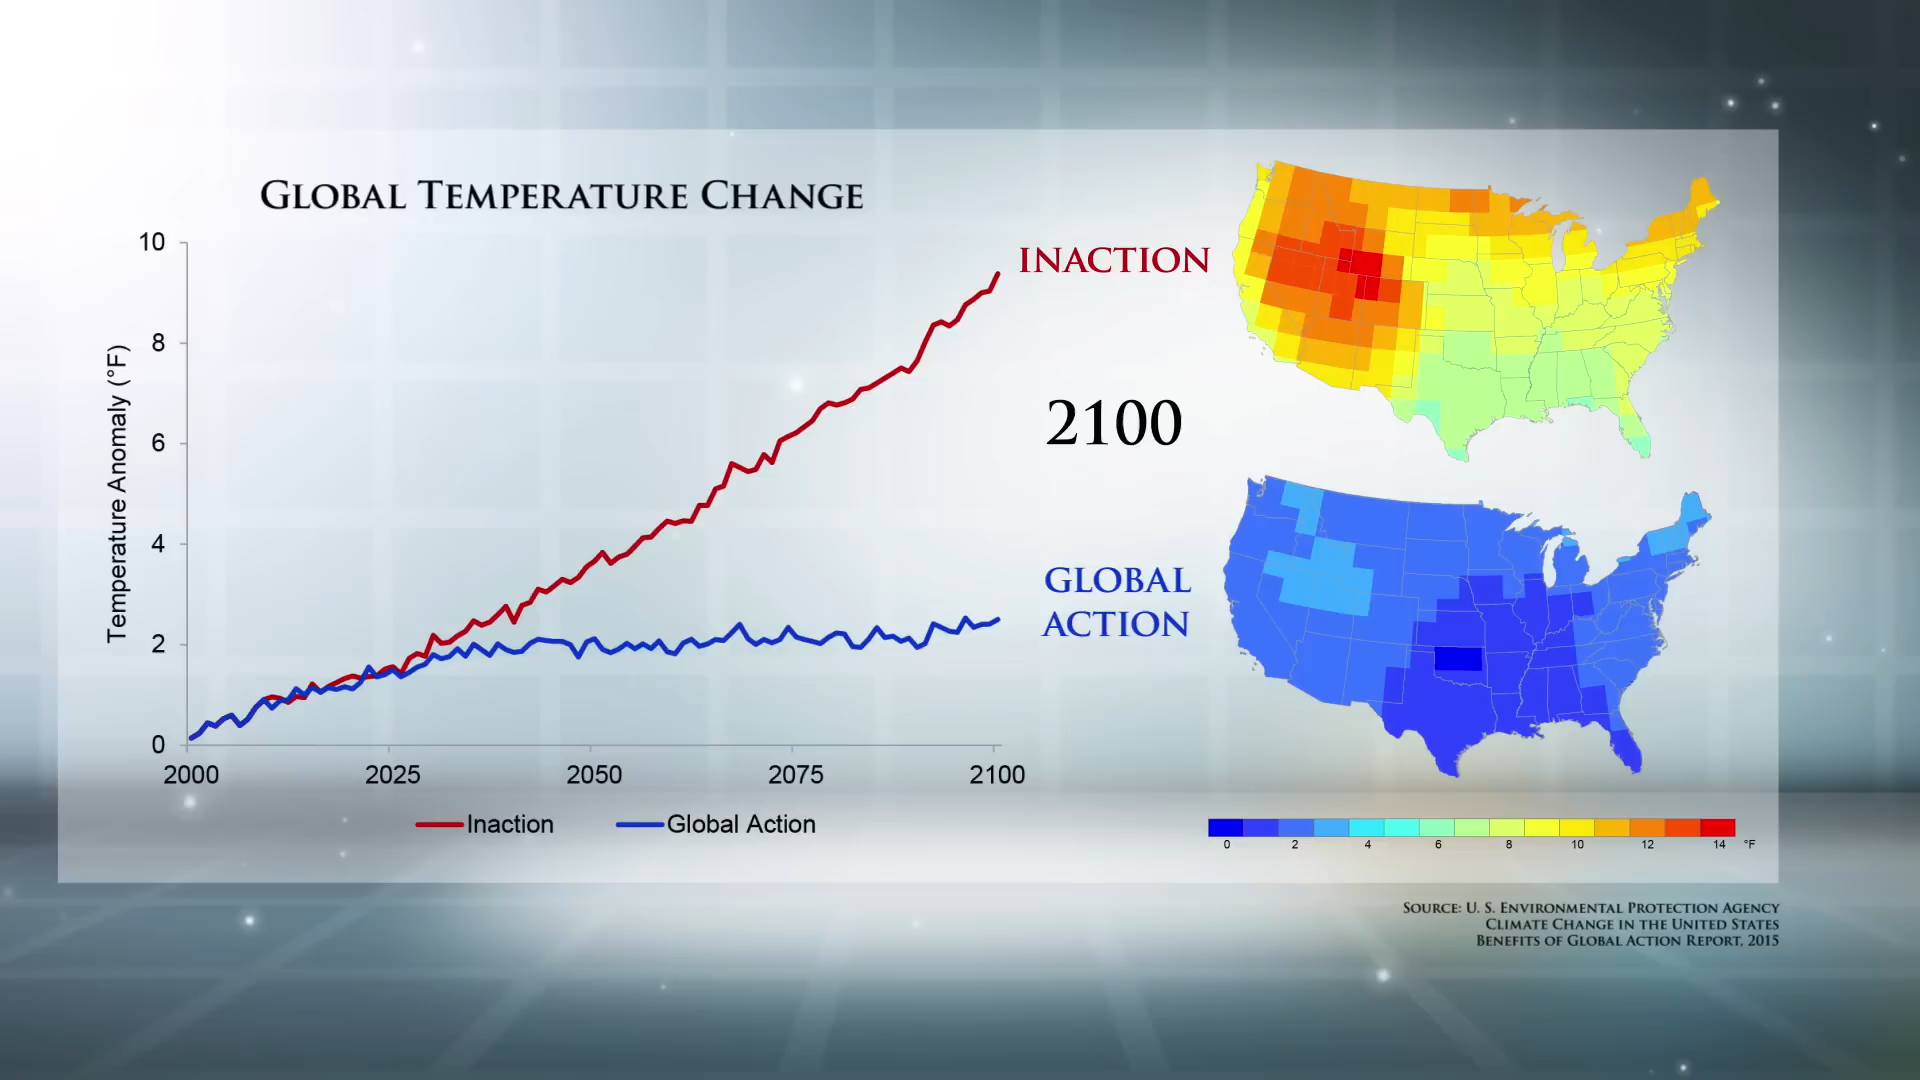 Global Temperature Change
10
8
6
4
2
0
Temperature Anomaly (°F)
2000 2025 2050 2075 2100
Inaction Global Action
INACTION
2100
GLOBAL
ACTION
0 2 4 6 8 10 12 14 °F
Source: U. S. Environmental Protection Agency
Climate Change in the United States
Benefits of Global Action Report, 2015